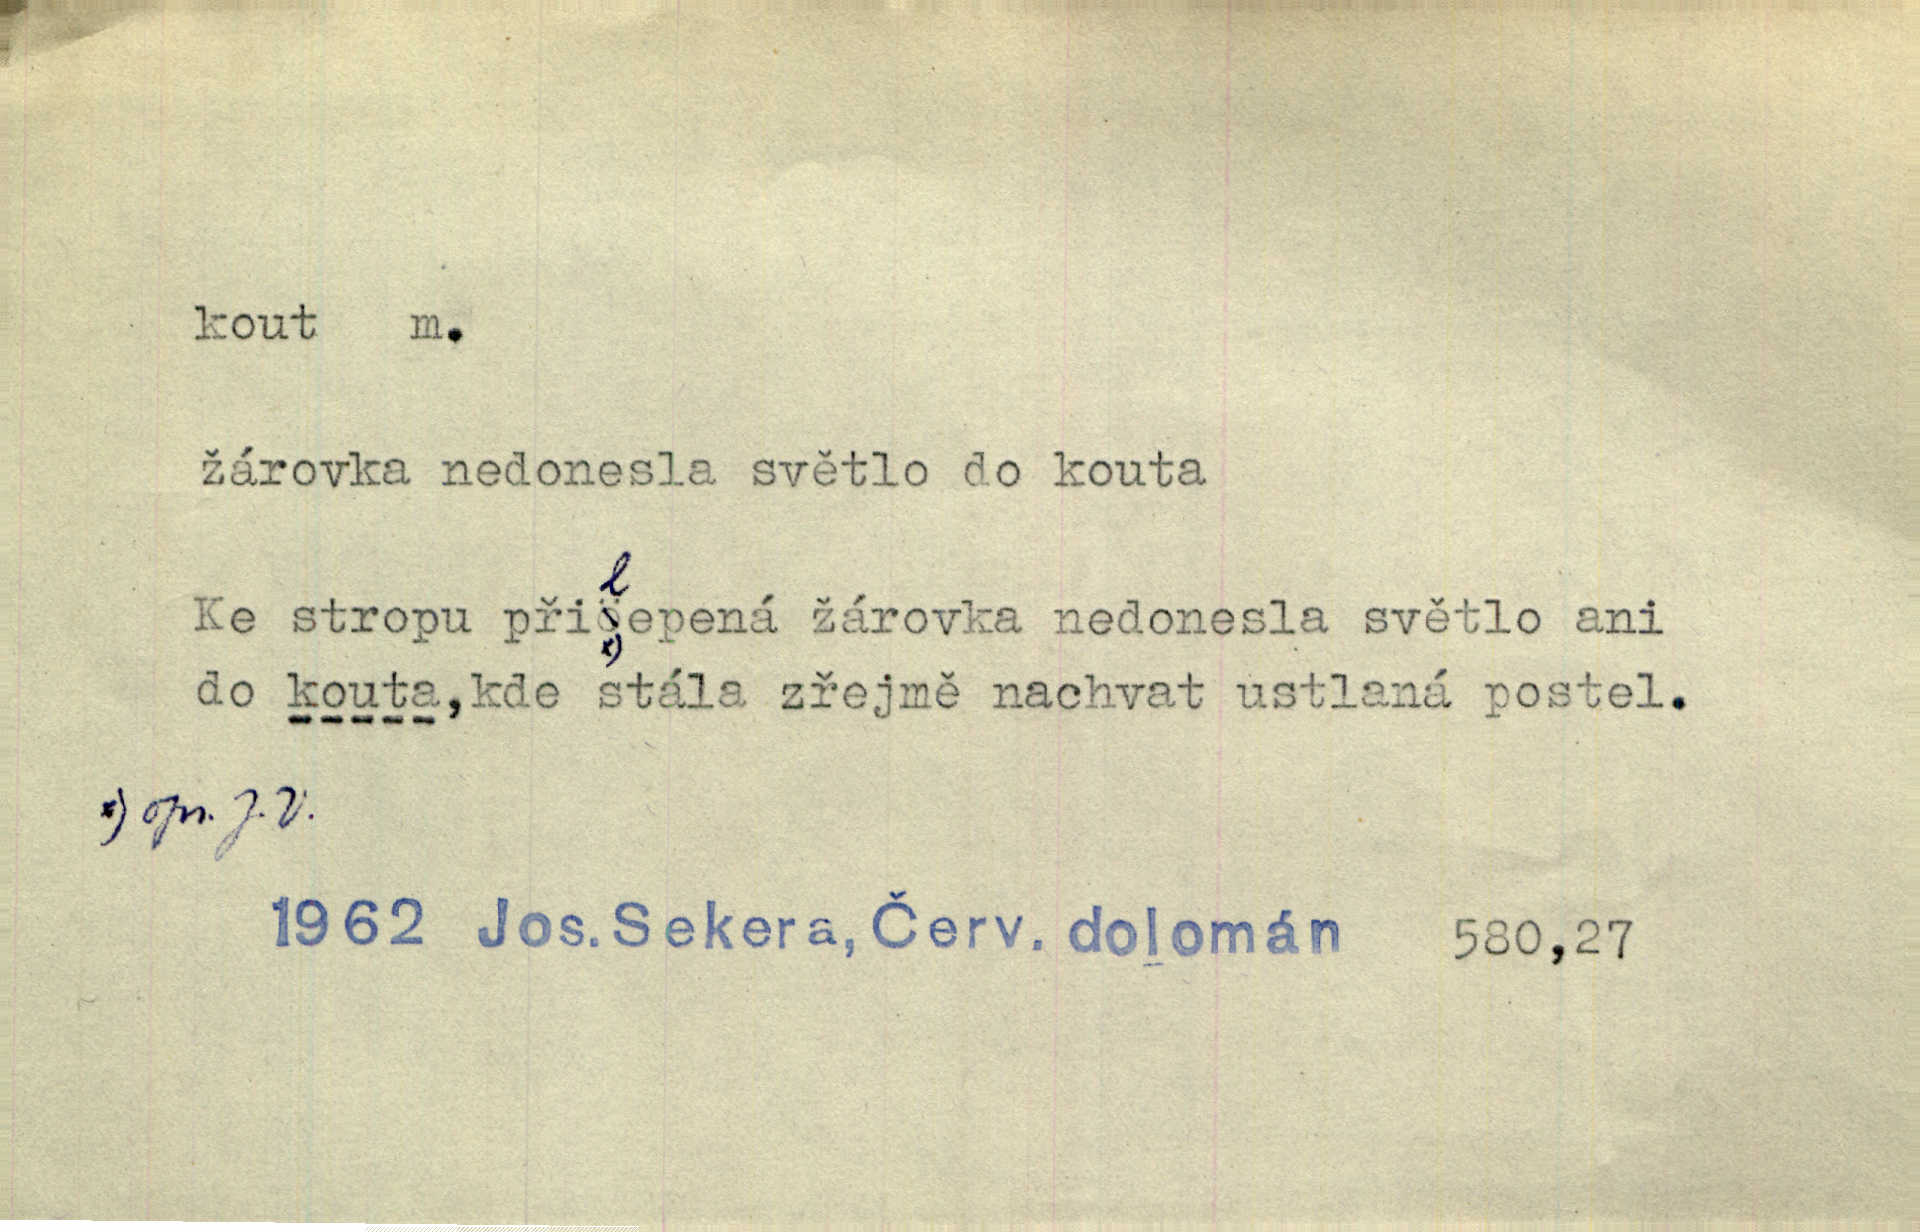 kout m.
žárovka nedonesla světlo do kouta
Ke stropu přilepená žárovka nedonesla světlo ani
do kouta, kde stála zřejmě nachvat ustlaná postel.
x) opr. J. V.
1962 Jos. Sekera, Červ. dolomán 580,27